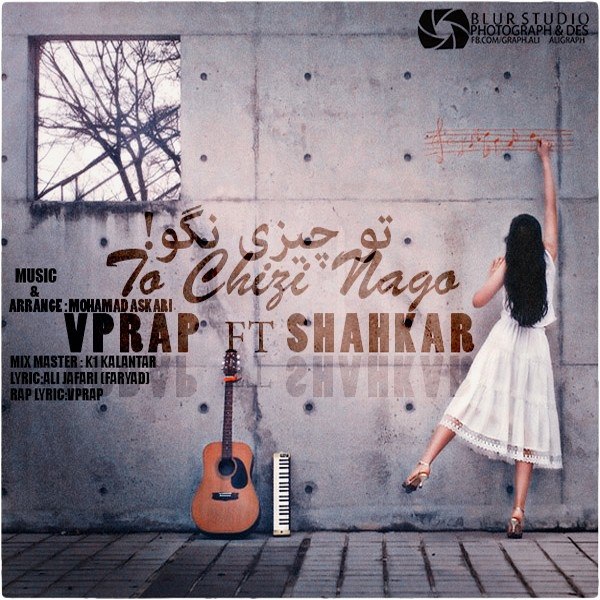 BLUR STUDIO
PHOTOGRAPH & DES
FB.COM/GRAPH.ALI ALIGRAPH
تو چیزی نگو!
To Chizi Nago
MUSIC
&
ARRANGE : MOHAMAD ASKARI
VPRAP FT SHAHKAR
MIX MASTER : K1 KALANTAR
LYRIC:ALI JAFARI (FARYAD)
RAP LYRIC:VPRAP